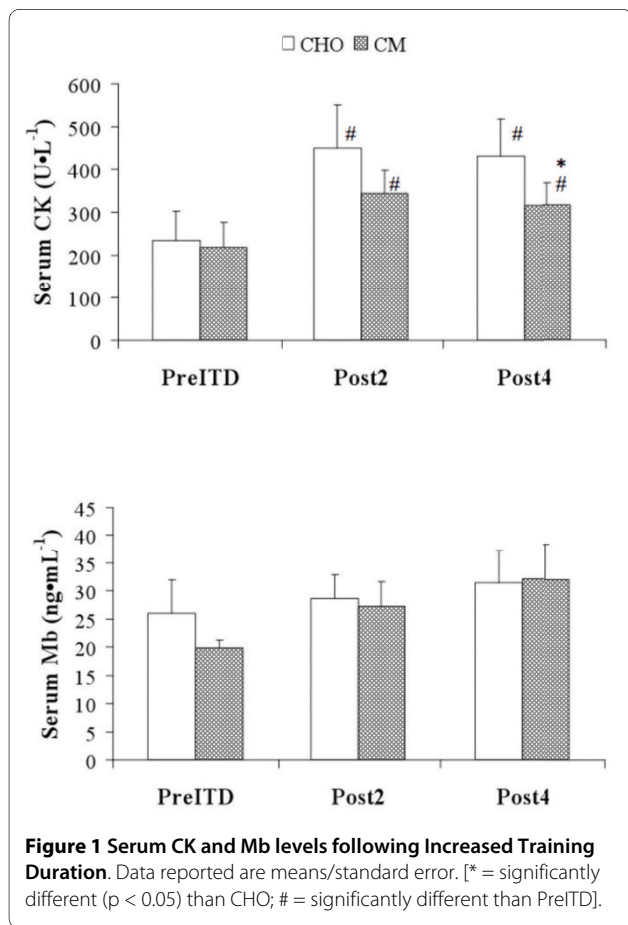 CHO CM
600
500
400
300
200
100
0
Serum CK (U•L⁻¹)
# # # * #
PreITD Post2 Post4
45
40
35
30
25
20
15
10
5
0
Serum Mb (ng•mL⁻¹)
PreITD Post2 Post4
Figure 1 Serum CK and Mb levels following Increased Training
Duration. Data reported are means/standard error. [* = significantly
different (p < 0.05) than CHO; # = significantly different than PreITD].